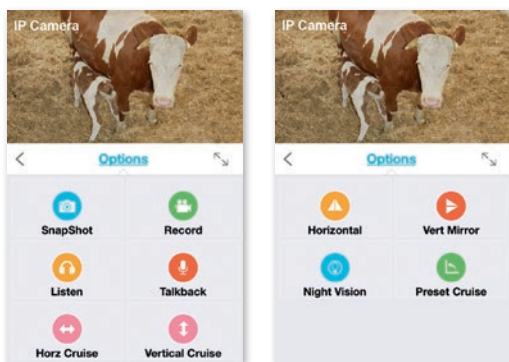 IP Camera
Options
SnapShot
Record
Listen
Talkback
Horz Cruise
Vertical Cruise
IP Camera
Options
Horizontal
Vert Mirror
Night Vision
Preset Cruise